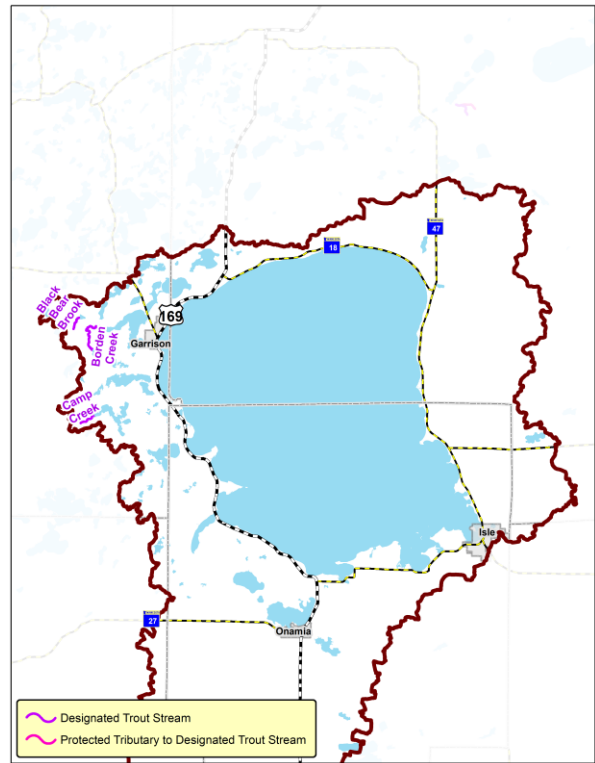 47
18
169
Garrison
Black
Bear
Brook
Borden
Creek
Camp
Creek
Isle
27
Onamia
Designated Trout Stream
Protected Tributary to Designated Trout Stream